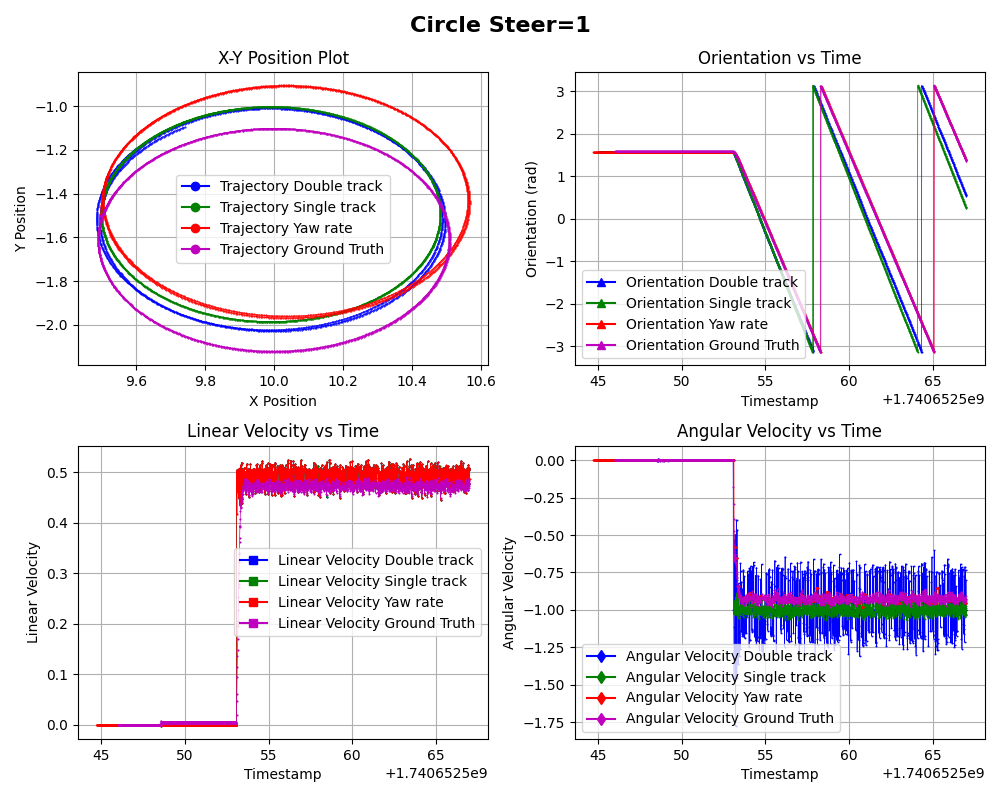 Circle Steer=1
X-Y Position Plot
−1.0
−1.2
−1.4
−1.6
−1.8
−2.0
Y Position
Trajectory Double track
Trajectory Single track
Trajectory Yaw rate
Trajectory Ground Truth
9.6 9.8 10.0 10.2 10.4 10.6
X Position
Orientation vs Time
3
2
1
0
−1
−2
−3
Orientation (rad)
Orientation Double track
Orientation Single track
Orientation Yaw rate
Orientation Ground Truth
45 50 55 60 65
Timestamp
+1.7406525e9
Linear Velocity vs Time
0.5
0.4
0.3
0.2
0.1
0.0
Linear Velocity
Linear Velocity Double track
Linear Velocity Single track
Linear Velocity Yaw rate
Linear Velocity Ground Truth
45 50 55 60 65
Timestamp
+1.7406525e9
Angular Velocity vs Time
0.00
−0.25
−0.50
−0.75
−1.00
−1.25
−1.50
−1.75
Angular Velocity
Angular Velocity Double track
Angular Velocity Single track
Angular Velocity Yaw rate
Angular Velocity Ground Truth
45 50 55 60 65
Timestamp
+1.7406525e9